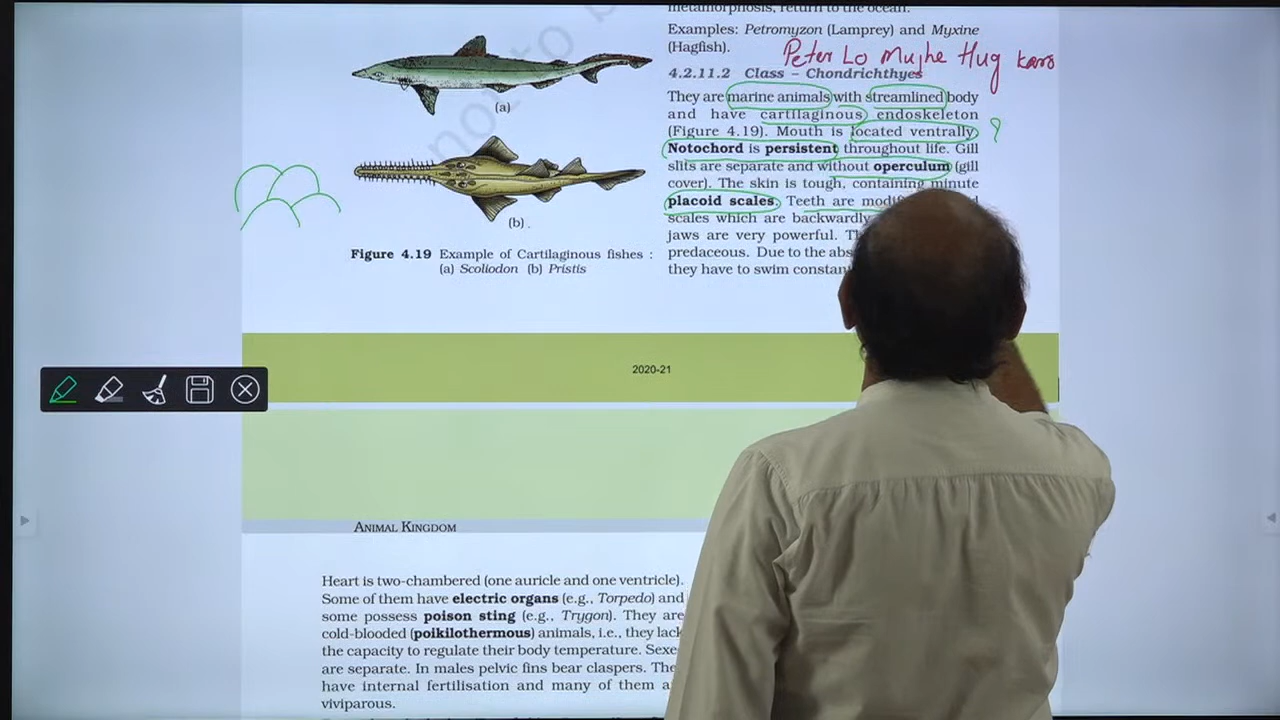 metamorphosis, return to the ocean.
Examples: Petromyzon (Lamprey) and Myxine
(Hagfish).
Peter Lo Mujhe Hug karo
4.2.11.2 Class – Chondrichthyes
They are marine animals with streamlined body
and have cartilaginous endoskeleton
(Figure 4.19). Mouth is located ventrally.
Notochord is persistent throughout life. Gill
slits are separate and without operculum (gill
cover). The skin is tough, containing minute
placoid scales. Teeth are
scales which are backwardly
jaws are very powerful.
predaceous. Due to the
they have to swim
not to
(a)
(b) .
Figure 4.19 Example of Cartilaginous fishes :
(a) Scoliodon (b) Pristis
2020-21
ANIMAL KINGDOM
Heart is two-chambered (one auricle and one ventricle).
Some of them have electric organs (e.g., Torpedo) and
some possess poison sting (e.g., Trygon). They are
cold-blooded (poikilothermous) animals, i.e., they lack
the capacity to regulate their body temperature.
are separate. In males pelvic fins bear claspers.
have internal fertilisation and many of them
viviparous.